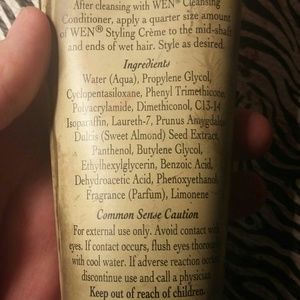 After cleansing with WEN® Cleansing
Conditioner, apply a quarter size amount
of WEN® Styling Crème to the mid-shaft
and ends of wet hair. Style as desired.
Ingredients
Water (Aqua), Propylene Glycol,
Cyclopentasiloxane, Phenyl Trimethicone,
Polyacrylamide, Dimethiconol, C13-14
Isoparaffin, Laureth-7, Prunus Amygdalus
Dulcis (Sweet Almond) Seed Extract,
Panthenol, Butylene Glycol,
Ethylhexylglycerin, Benzoic Acid,
Dehydroacetic Acid, Phenoxyethanol,
Fragrance (Parfum), Limonene
Common Sense Caution
For external use only. Avoid contact with
eyes. If contact occurs, flush eyes thoroughly
with cool water. If adverse reaction occurs,
discontinue use and call a physician.
Keep out of reach of children.